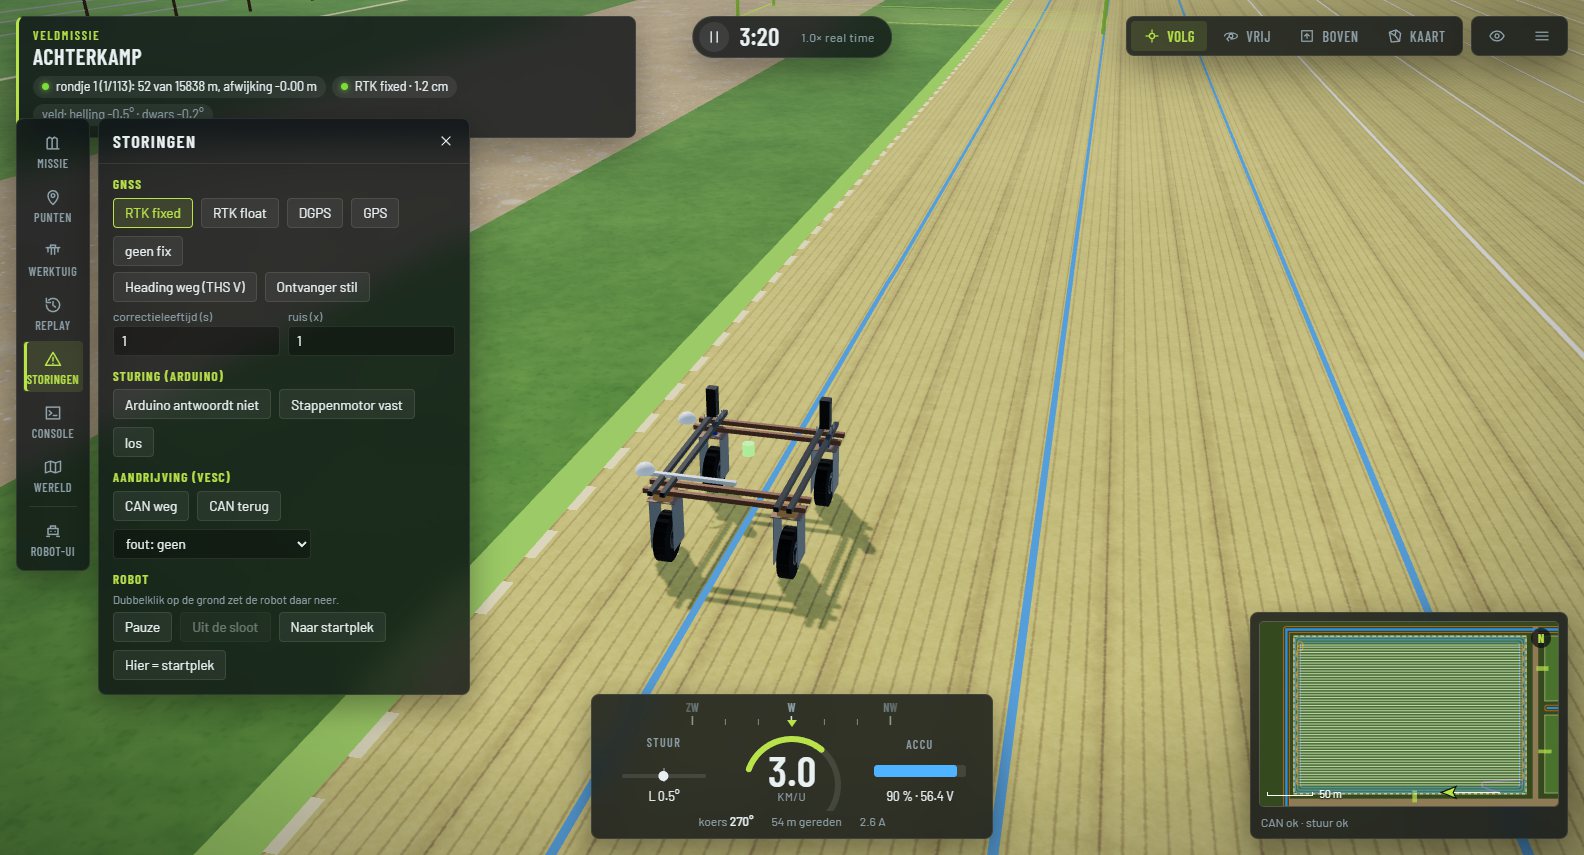 VELDMISSIE
ACHTERKAMP
rondje 1 (1/113): 52 van 15838 m, afwijking -0.00 m
RTK fixed · 1.2 cm
veld: helling -0.5° · dwars -0.2°
3:20
1.0× real time
VOLG
VRIJ
BOVEN
KAART
MISSIE
PUNTEN
WERKTUIG
REPLAY
STORINGEN
CONSOLE
WERELD
ROBOT-UI
STORINGEN
GNSS
RTK fixed
RTK float
DGPS
GPS
geen fix
Heading weg (THS V)
Ontvanger stil
correctieleeftijd (s)
ruis (x)
1
1
STURING (ARDUINO)
Arduino antwoordt niet
Stappenmotor vast
los
AANDRIJVING (VESC)
CAN weg
CAN terug
fout: geen
ROBOT
Dubbelklik op de grond zet de robot daar neer.
Pauze
Uit de sloot
Naar startplek
Hier = startplek
ZW
W
NW
STUUR
L 0.5°
3.0
KM/U
ACCU
90 % · 56.4 V
koers 270°
54 m gereden
2.6 A
N
50 m
CAN ok · stuur ok